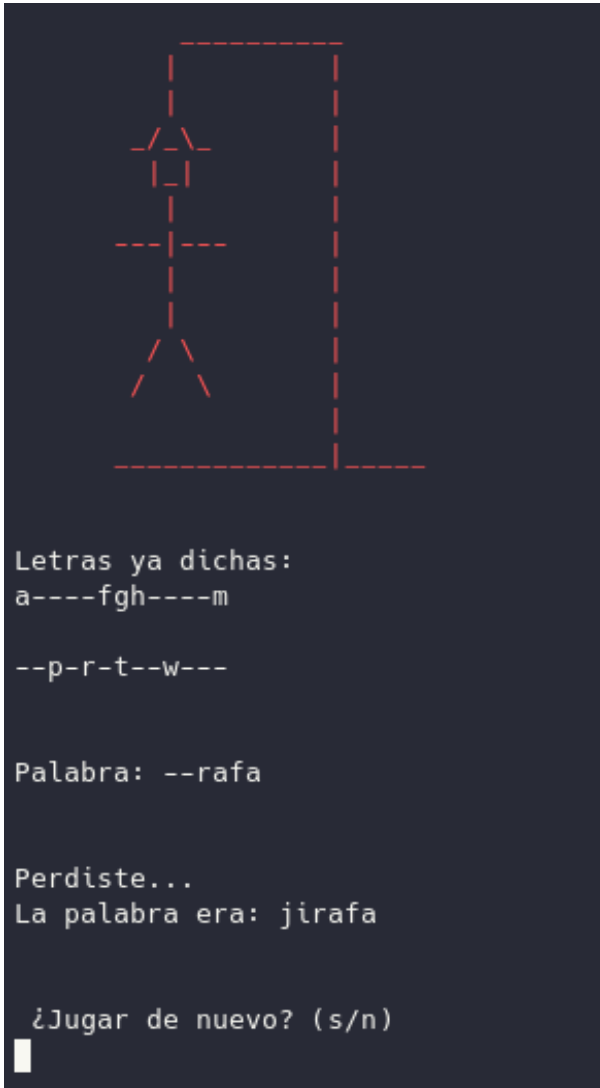 Letras ya dichas:
a----fgh----m
--p-r-t--w---
Palabra: --rafa
Perdiste...
La palabra era: jirafa
¿Jugar de nuevo? (s/n)